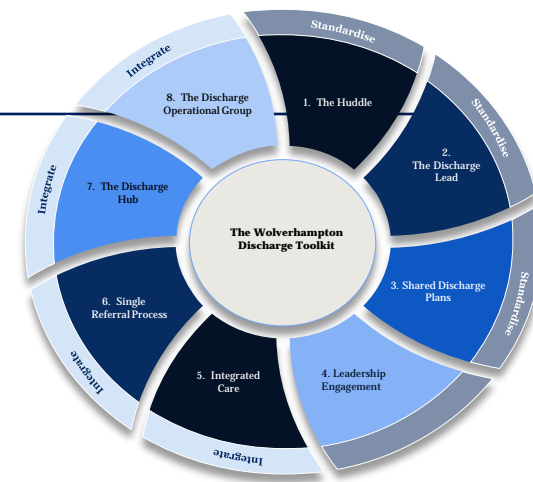 Standardise
1. The Huddle
Standardise
2.
The Discharge
Lead
Standardise
3. Shared Discharge
Plans
4. Leadership
Engagement
Integrate
5. Integrated
Care
Integrate
6. Single
Referral Process
Integrate
7. The Discharge
Hub
Integrate
8. The Discharge
Operational Group
The Wolverhampton
Discharge Toolkit